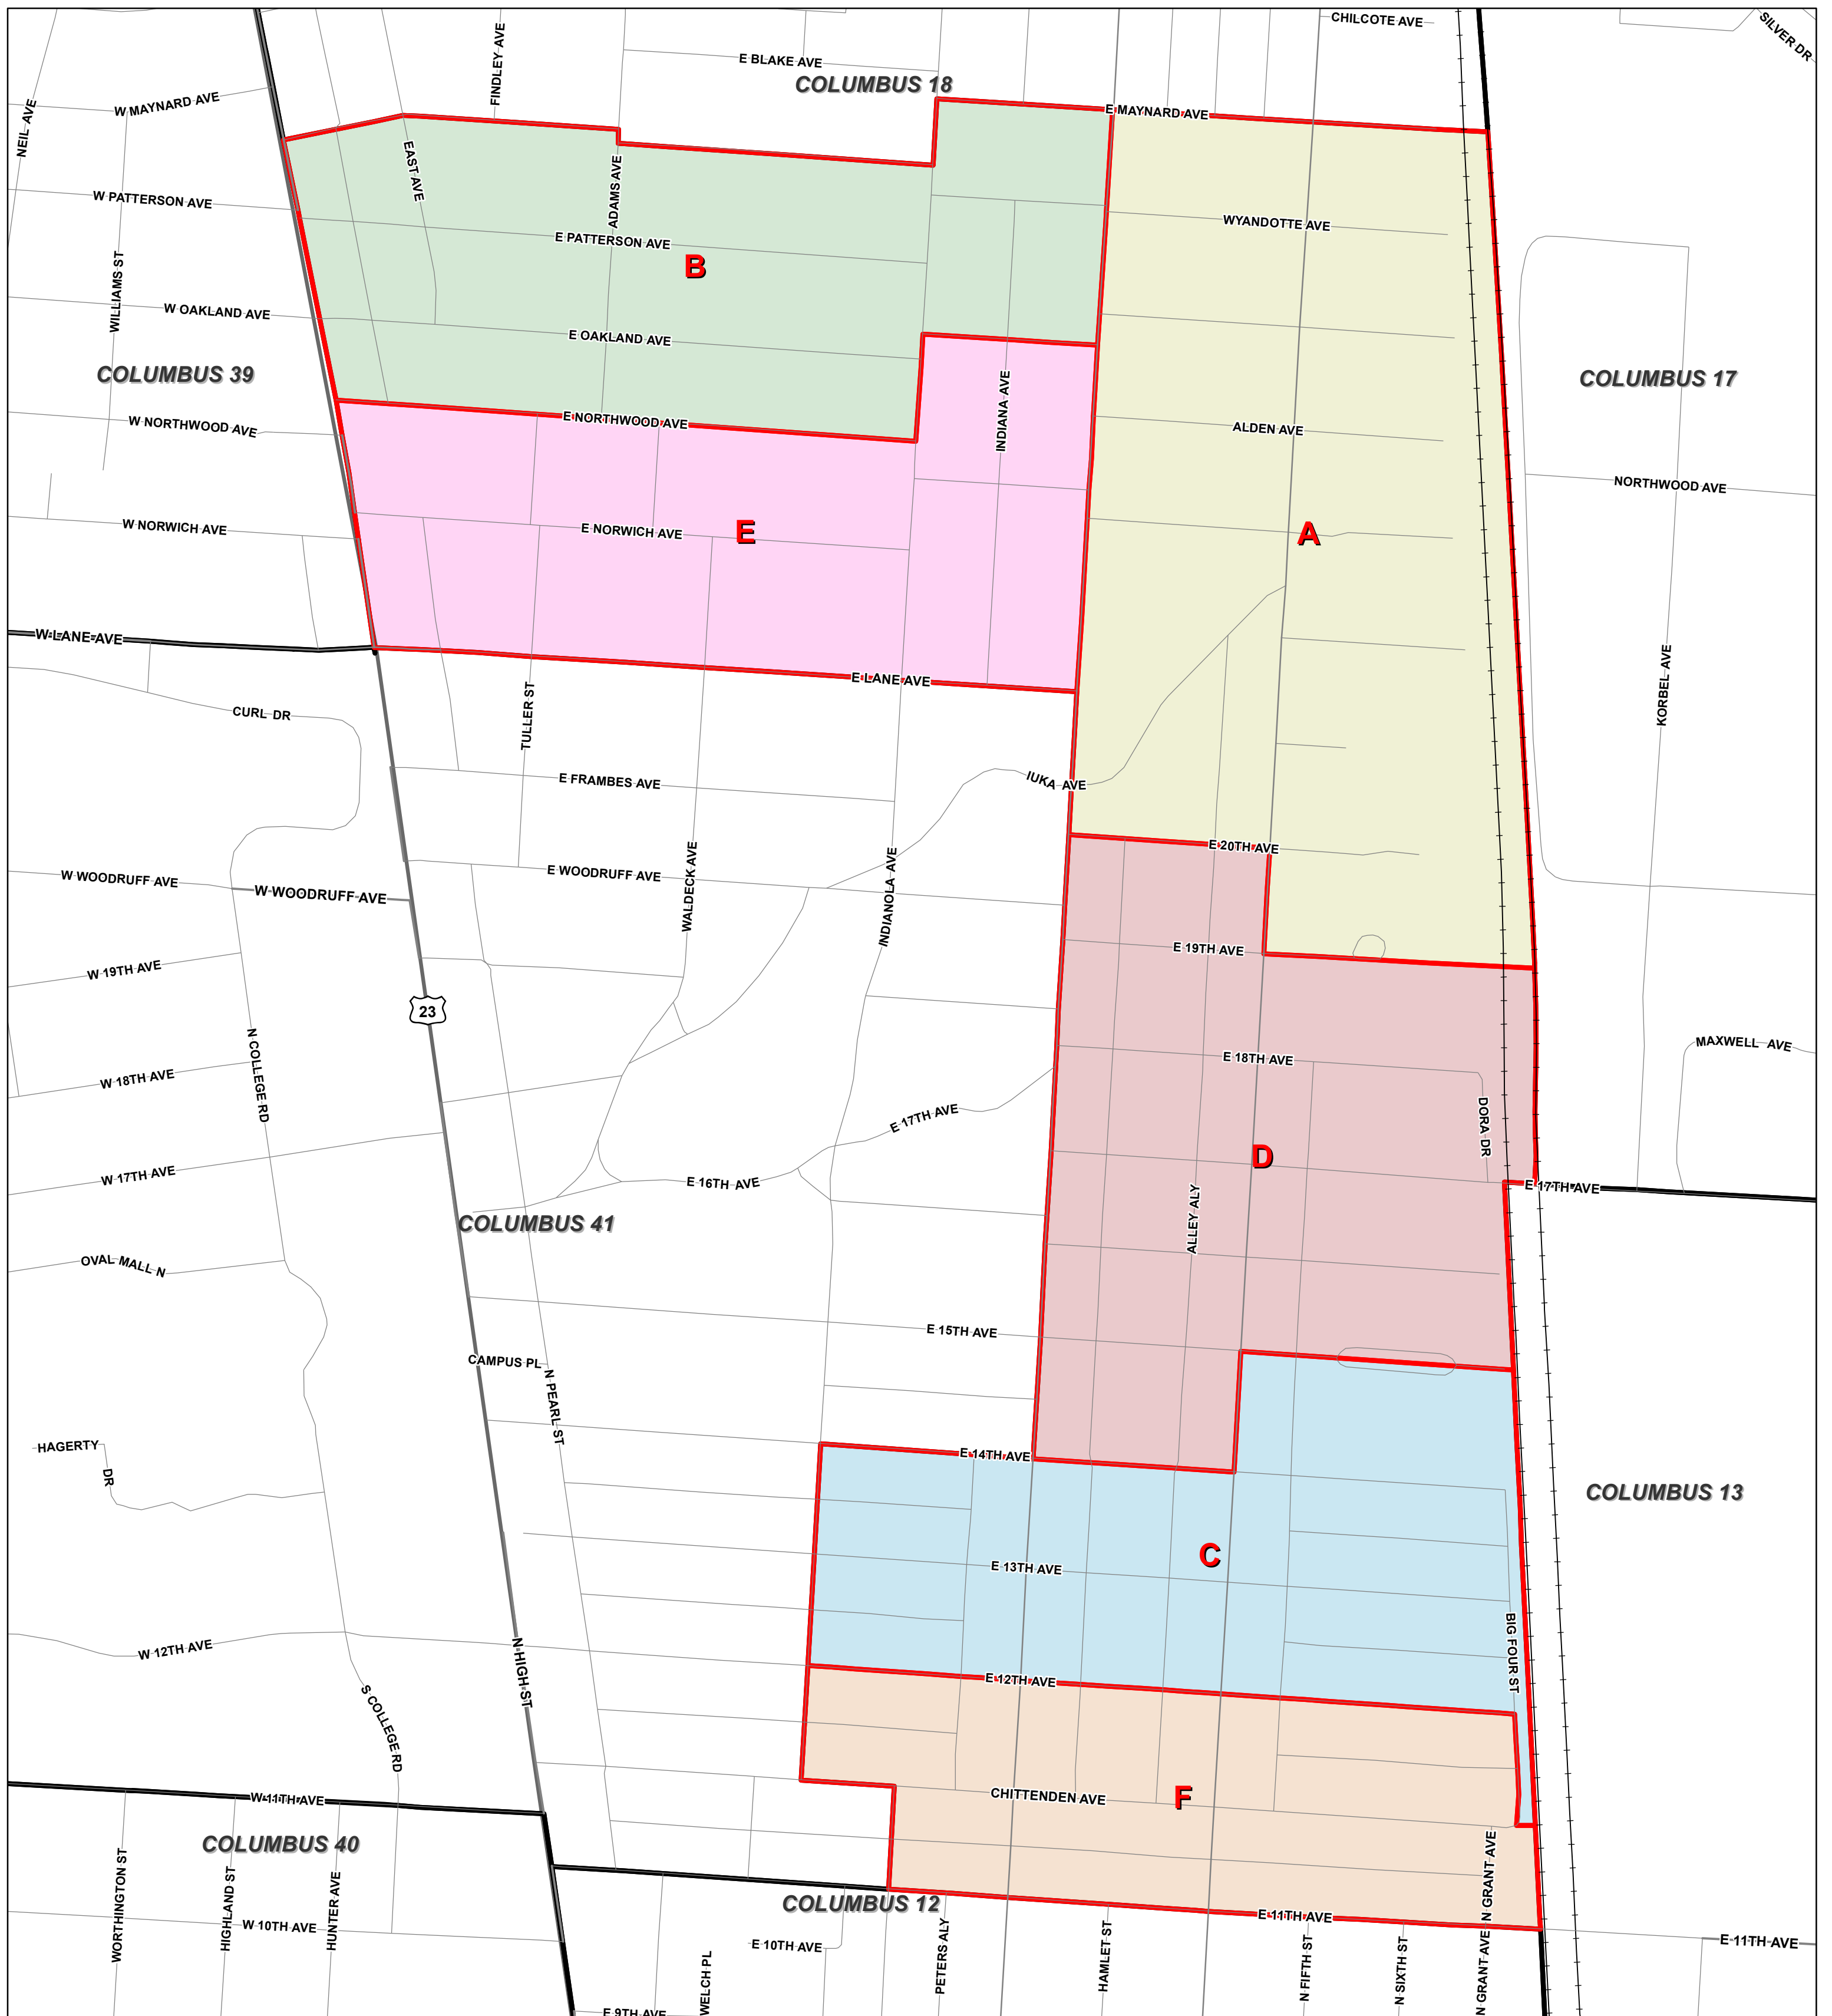 CHILCOTE AVE
SILVER DR
FINDLEY AVE
E BLAKE AVE
COLUMBUS 18
W MAYNARD AVE
E MAYNARD AVE
NEIL AVE
EAST AVE
ADAMS AVE
W PATTERSON AVE
WYANDOTTE AVE
E PATTERSON AVE
B
WILLIAMS ST
W OAKLAND AVE
E OAKLAND AVE
COLUMBUS 39
COLUMBUS 17
INDIANA AVE
E NORTHWOOD AVE
W NORTHWOOD AVE
ALDEN AVE
NORTHWOOD AVE
W NORWICH AVE
E NORWICH AVE
E
A
W LANE AVE
E LANE AVE
KORBEL AVE
CURL DR
TULLER ST
E FRAMBES AVE
IUKA AVE
E 20TH AVE
WALDECK AVE
INDIANOLA AVE
E WOODRUFF AVE
W WOODRUFF AVE
W WOODRUFF AVE
E 19TH AVE
W 19TH AVE
23
MAXWELL AVE
N COLLEGE RD
E 18TH AVE
W 18TH AVE
E 17TH AVE
DORA DR
D
W 17TH AVE
E 16TH AVE
E 17TH AVE
ALLEY ALY
COLUMBUS 41
OVAL MALL N
E 15TH AVE
CAMPUS PL
N PEARL ST
HAGERTY
DR
E 14TH AVE
COLUMBUS 13
C
E 13TH AVE
BIG FOUR ST
W 12TH AVE
N HIGH ST
E 12TH AVE
S COLLEGE RD
W 11TH AVE
CHITTENDEN AVE
F
COLUMBUS 40
N GRANT AVE
COLUMBUS 12
WORTHINGTON ST
HIGHLAND ST
HUNTER AVE
W 10TH AVE
E 11TH AVE
E 11TH AVE
E 10TH AVE
WELCH PL
PETERS ALY
HAMLET ST
N FIFTH ST
N SIXTH ST
N GRANT AVE
E 9TH AVE